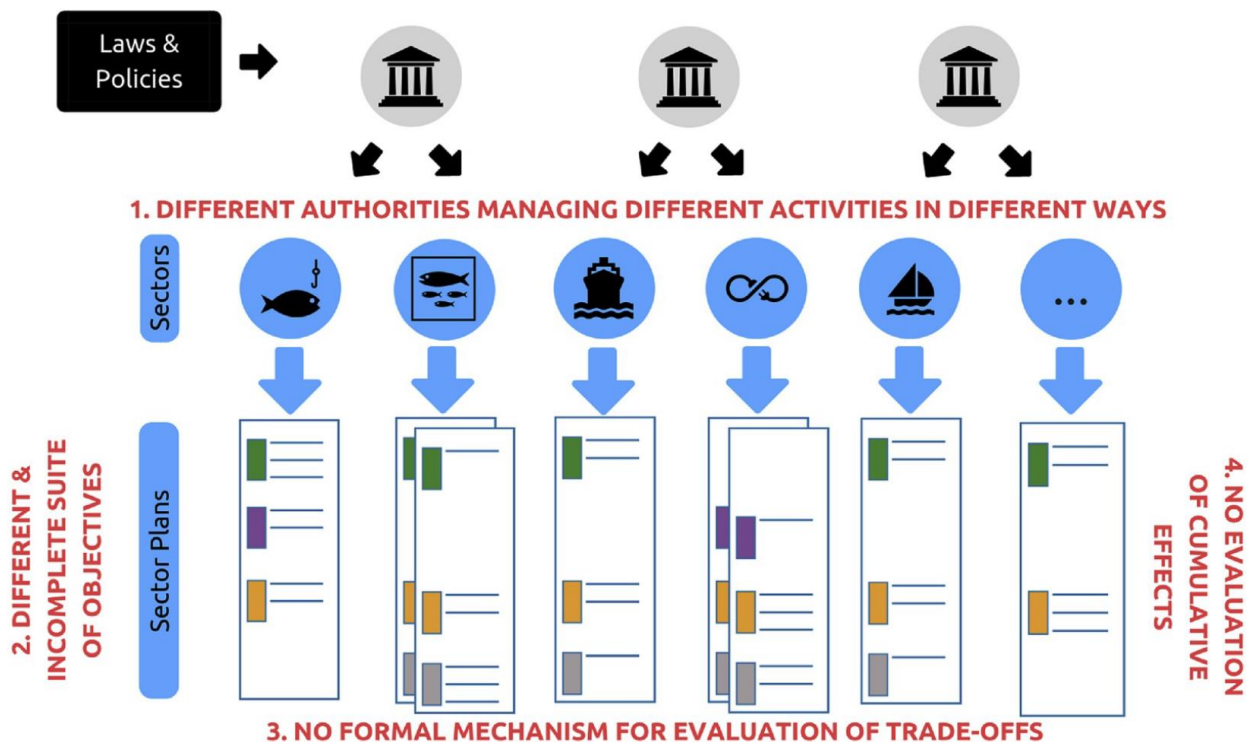 Laws &
Policies
1. DIFFERENT AUTHORITIES MANAGING DIFFERENT ACTIVITIES IN DIFFERENT WAYS
Sectors
...
Sector Plans
2. DIFFERENT &
INCOMPLETE SUITE
OF OBJECTIVES
4. NO EVALUATION
OF CUMULATIVE
EFFECTS
3. NO FORMAL MECHANISM FOR EVALUATION OF TRADE-OFFS